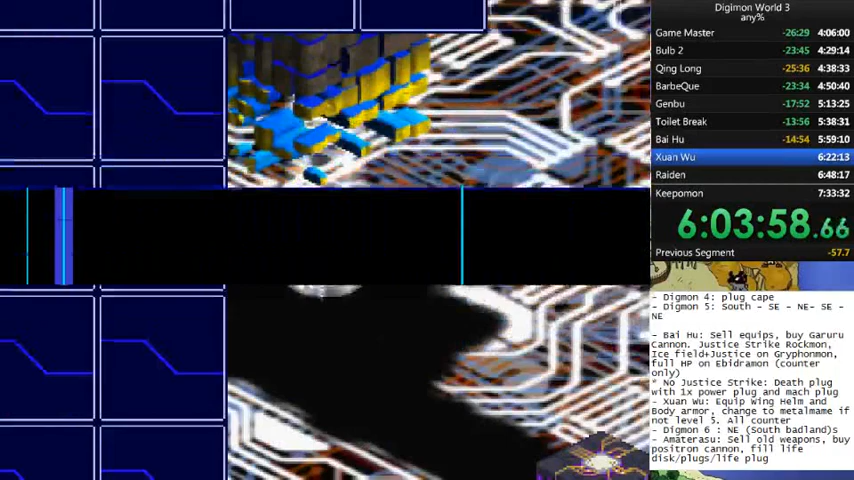 Digimon World 3
any%
Game Master -26:29 4:06:00
Bulb 2 -23:45 4:29:14
Qing Long -25:36 4:38:33
BarbeQue -23:34 4:50:40
Genbu -17:52 5:13:25
Toilet Break -13:56 5:38:31
Bai Hu -14:54 5:59:10
Xuan Wu 6:22:13
Raiden 6:48:17
Keepomon 7:33:32
6:03:58.66
Previous Segment -57.7
- Digmon 4: plug cape
- Digmon 5: South - SE - NE- SE -
NE
- Bai Hu: Sell equips, buy Garuru
Cannon. Justice Strike Rockmon,
Ice field+Justice on Gryphonmon,
full HP on Ebidramon (counter
only)
* No Justice Strike: Death plug
with 1x power plug and mach plug
- Xuan Wu: Equip Wing Helm and
Body armor, change to metalmame if
not level 5. All counter
- Digmon 6 : NE (South badland)s
- Amaterasu: Sell old weapons, buy
positron cannon, fill life
disk/plugs/life plug